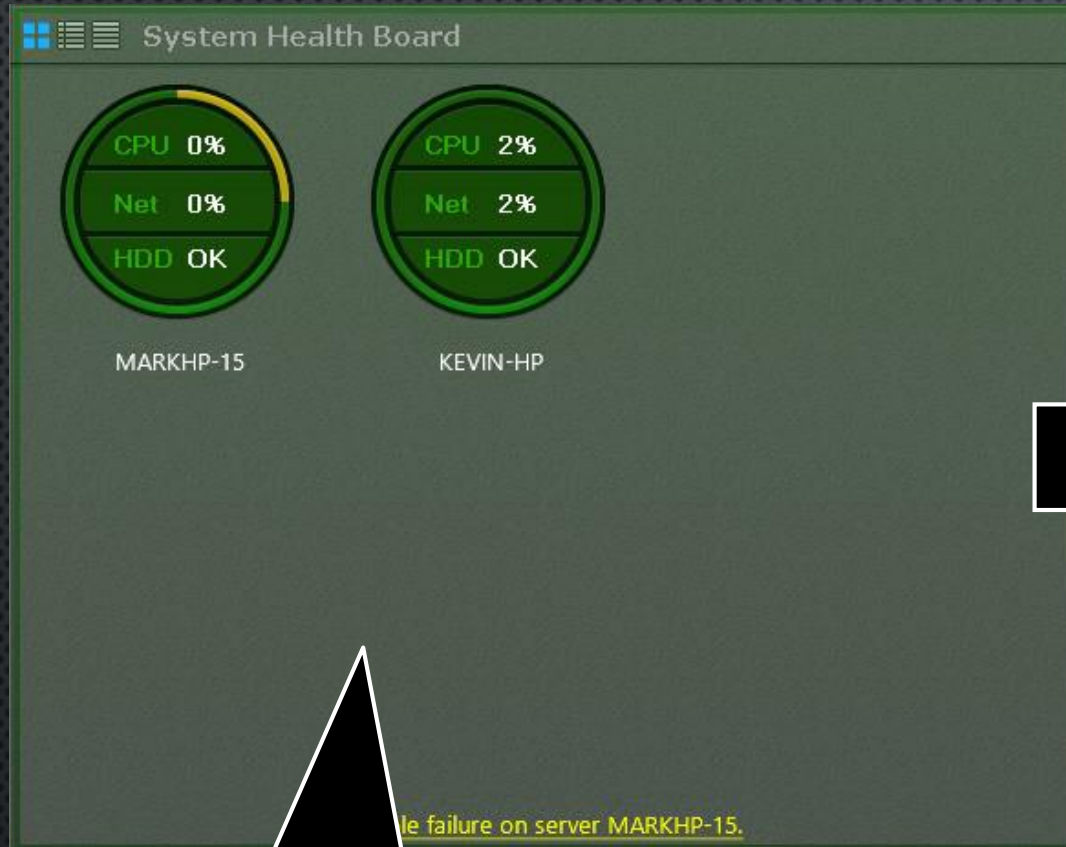 System Health Board
CPU 0%
Net 0%
HDD OK
MARKHP-15
CPU 2%
Net 2%
HDD OK
KEVIN-HP
failure on server MARKHP-15.